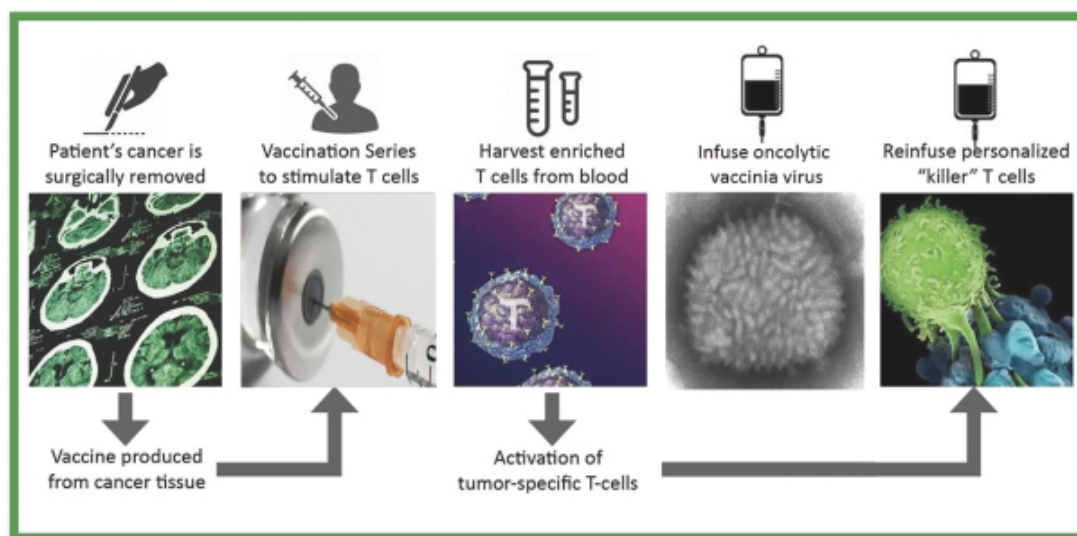 Patient's cancer is
surgically removed
Vaccination Series
to stimulate T cells
Harvest enriched
T cells from blood
Infuse oncolytic
vaccinia virus
Reinfuse personalized
"killer" T cells
T
T
Vaccine produced
from cancer tissue
Activation of
tumor-specific T-cells